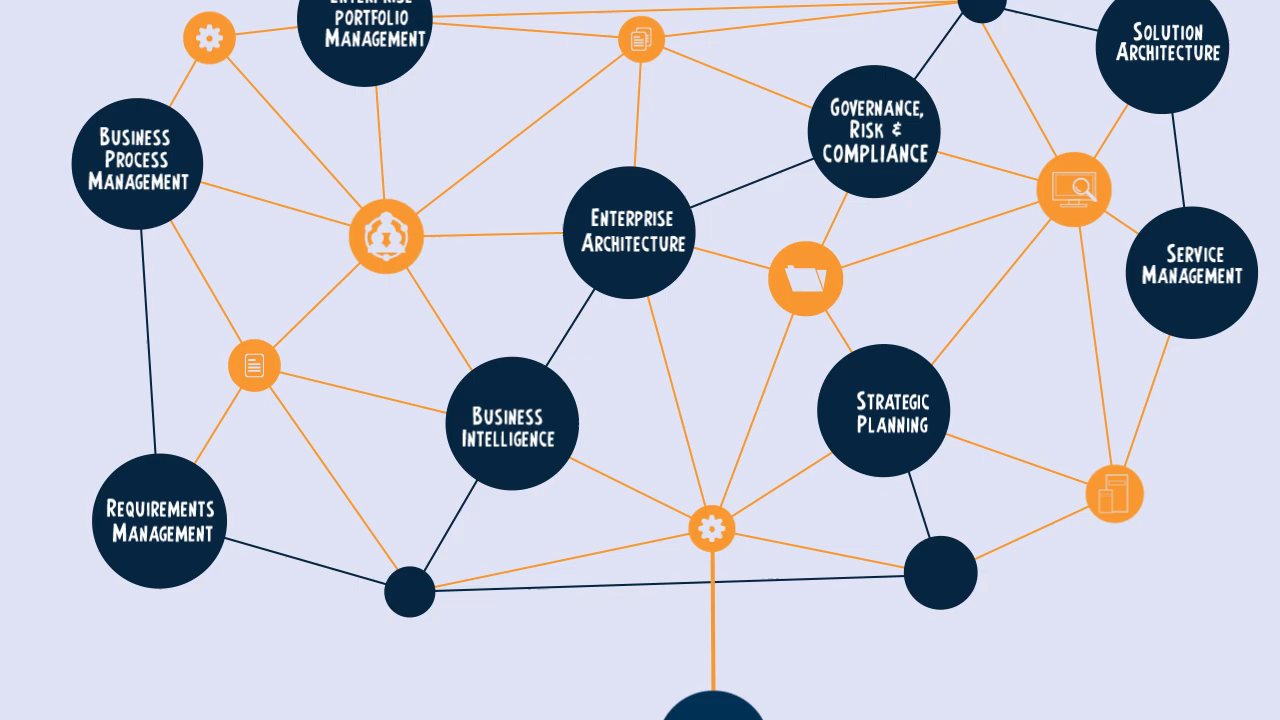 ENTERPRISE
PORTFOLIO
MANAGEMENT
SOLUTION
ARCHITECTURE
GOVERNANCE,
RISK &
COMPLIANCE
BUSINESS
PROCESS
MANAGEMENT
ENTERPRISE
ARCHITECTURE
SERVICE
MANAGEMENT
STRATEGIC
PLANNING
BUSINESS
INTELLIGENCE
REQUIREMENTS
MANAGEMENT